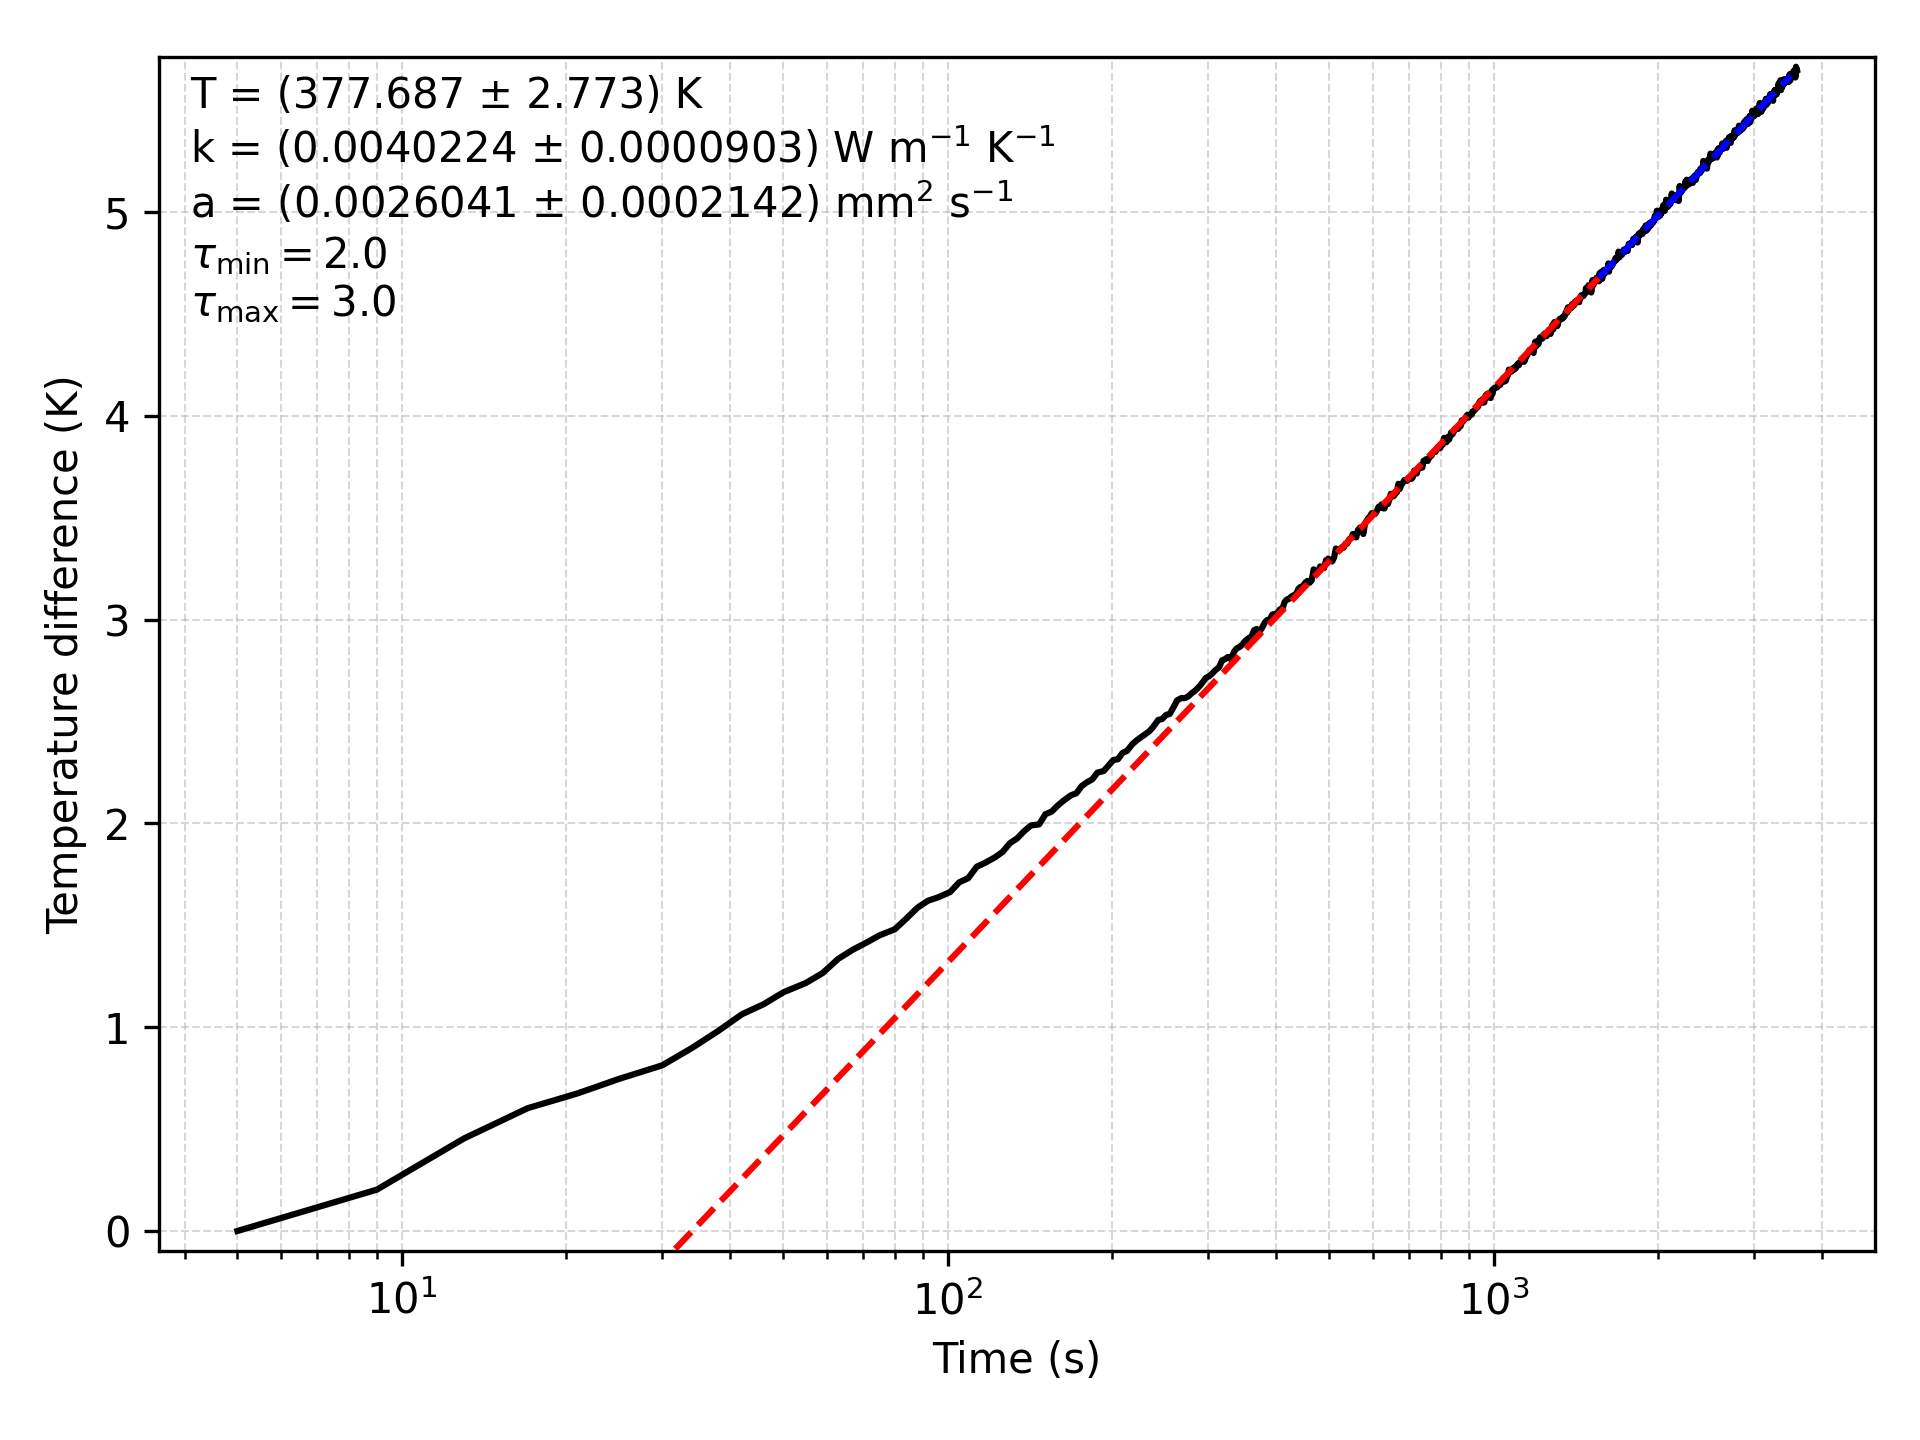 T = (377.687 ± 2.773) K
k = (0.0040224 ± 0.0000903) W m⁻¹ K⁻¹
a = (0.0026041 ± 0.0002142) mm² s⁻¹
τmin = 2.0
τmax = 3.0
Temperature difference (K)
5
4
3
2
1
0
10¹ 10² 10³
Time (s)